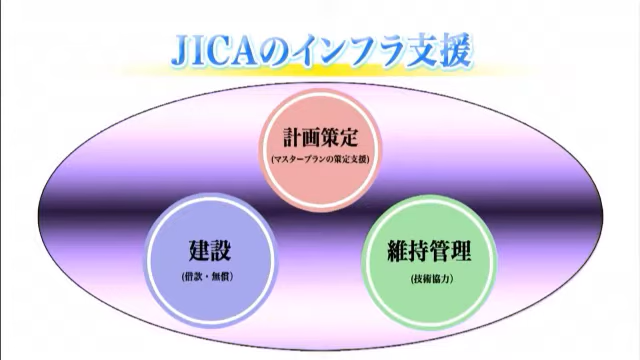 JICAのインフラ支援
計画策定
(マスタープランの策定支援)
建設
(借款・無償)
維持管理
(技術協力)